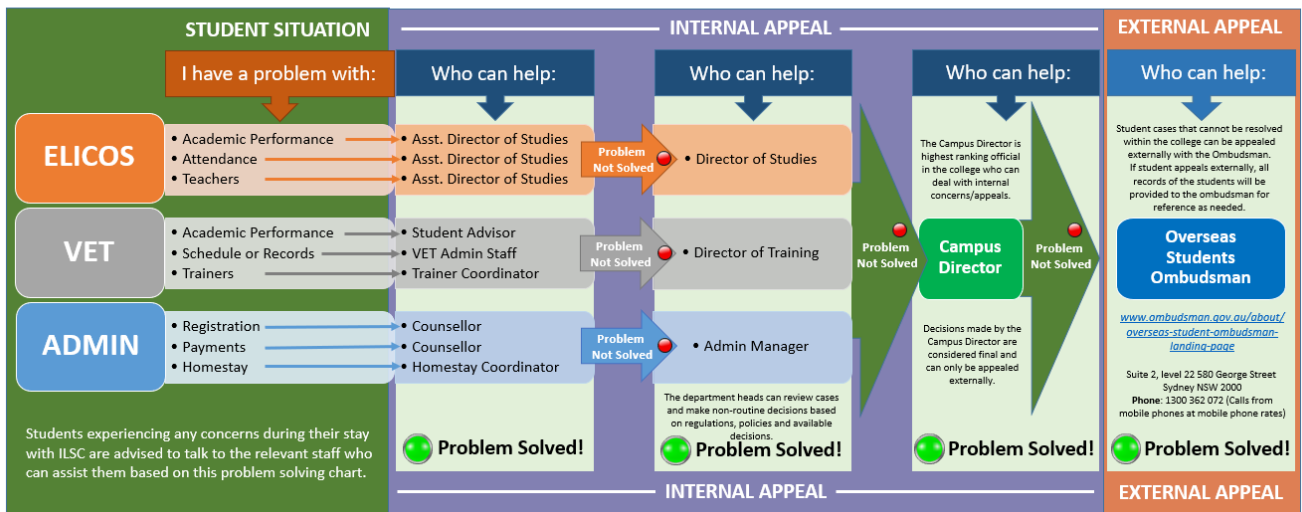 STUDENT SITUATION
INTERNAL APPEAL
EXTERNAL APPEAL
I have a problem with:
Who can help:
Who can help:
Who can help:
Who can help:
ELICOS
• Academic Performance
• Attendance
• Teachers
• Asst. Director of Studies
• Asst. Director of Studies
• Asst. Director of Studies
Problem
Not Solved
• Director of Studies
VET
• Academic Performance
• Schedule or Records
• Trainers
• Student Advisor
• VET Admin Staff
• Trainer Coordinator
Problem
Not Solved
• Director of Training
ADMIN
• Registration
• Payments
• Homestay
• Counsellor
• Counsellor
• Homestay Coordinator
Problem
Not Solved
• Admin Manager
The department heads can review cases
and make non-routine decisions based
on regulations, policies and available
decisions.
Problem
Not Solved
The Campus Director is
highest ranking official
in the college who can
deal with internal
concerns/appeals.
Campus
Director
Decisions made by the
Campus Director are
considered final and
can only be appealed
externally.
Problem
Not Solved
Student cases that cannot be resolved
within the college can be appealed
externally with the Ombudsman.
If student appeals externally, all
records of the students will be
provided to the ombudsman for
reference as needed.
Overseas
Students
Ombudsman
www.ombudsman.gov.au/about/
overseas-student-ombudsman-
landing-page
Suite 2, level 22 580 George Street
Sydney NSW 2000
Phone: 1300 362 072 (Calls from
mobile phones at mobile phone rates)
Students experiencing any concerns during their stay
with ILSC are advised to talk to the relevant staff who
can assist them based on this problem solving chart.
Problem Solved!
Problem Solved!
Problem Solved!
Problem Solved!
INTERNAL APPEAL
EXTERNAL APPEAL